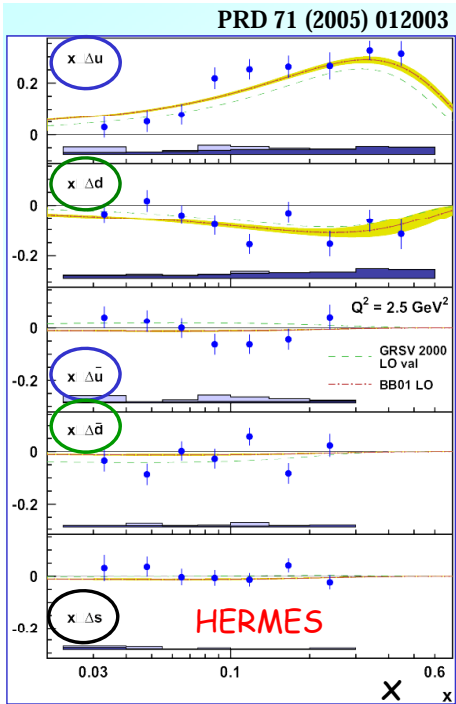 PRD 71 (2005) 012003
x Δu
0.2
0
x Δd
0
-0.2
Q² = 2.5 GeV²
0
GRSV 2000
LO val
-0.2
x Δū
BB01 LO
x Δd̄
0
-0.2
0
x Δs
HERMES
-0.2
0.03
0.1
0.6
X
x